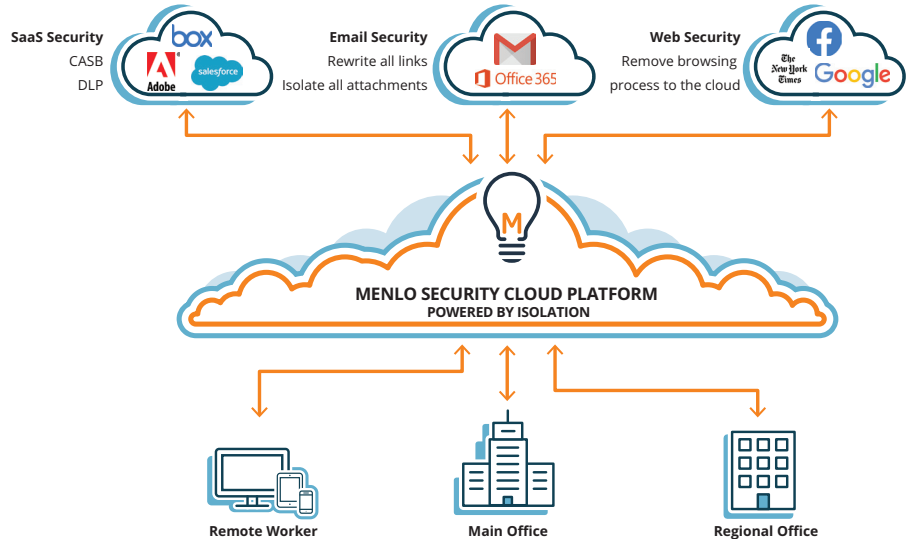 SaaS Security
CASB
DLP
box
Adobe
salesforce
Email Security
Rewrite all links
Isolate all attachments
Office 365
Web Security
Remove browsing
process to the cloud
The
New York
Times
Google
M
MENLO SECURITY CLOUD PLATFORM
POWERED BY ISOLATION
Remote Worker
Main Office
Regional Office